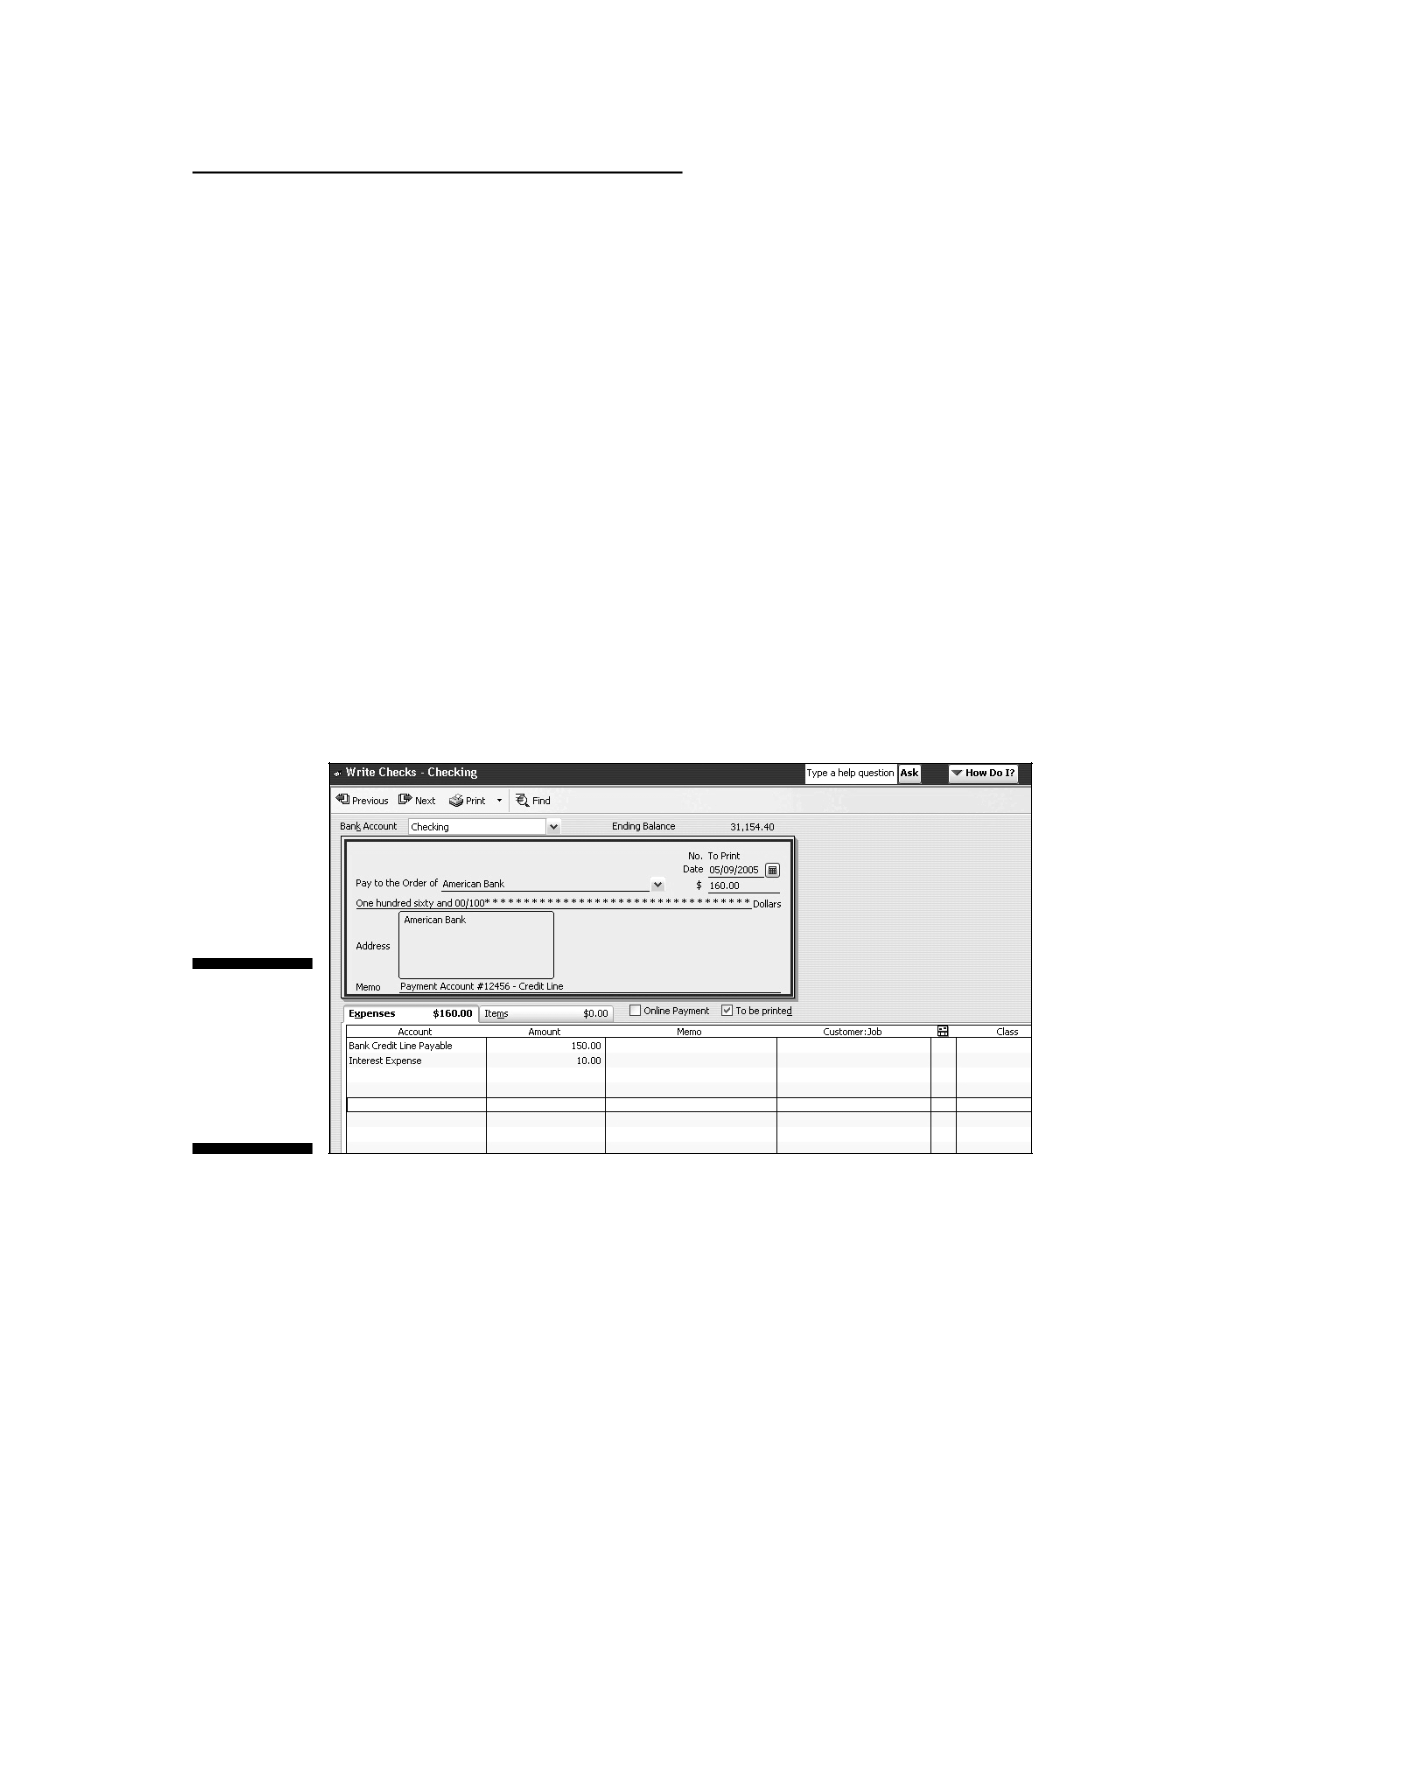 Write Checks - Checking Type a help question Ask How Do I?
Previous Next Print Find
Bank Account Checking Ending Balance 31,154.40
No. To Print
Date 05/09/2005
Pay to the Order of American Bank $ 160.00
One hundred sixty and 00/100* * * * * * * * * * * * * * * * * * * * * * * * * * * * * * * * * * Dollars
American Bank
Address
Memo Payment Account #12456 - Credit Line
Expenses $160.00 Items $0.00 Online Payment To be printed
Account Amount Memo Customer:Job Class
Bank Credit Line Payable 150.00
Interest Expense 10.00